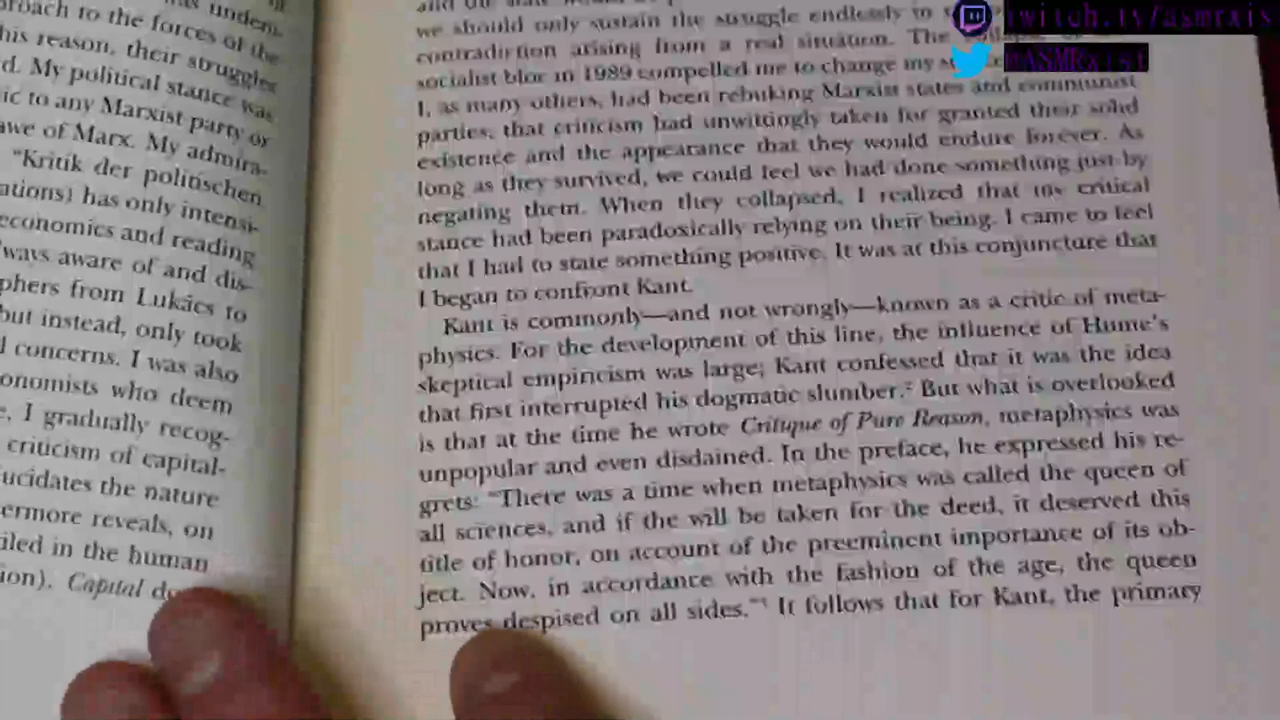 his reason, their struggles
d. My political stance was
ic to any Marxist party or
awe of Marx. My admira-
"Kritik der politischen
ations) has only intensi-
economics and reading
ways aware of and dis-
phers from Lukács to
but instead, only took
l concerns. I was also
onomists who deem
e, I gradually recog-
criticism of capital-
ucidates the nature
ermore reveals, on
iled in the human
ion). Capital
we should only sustain the struggle endlessly to
contradiction arising from a real situation. The
socialist bloc in 1989 compelled me to change my
I, as many others, had been rebuking Marxist states and communist
parties, that criticism had unwittingly taken for granted their solid
existence and the appearance that they would endure forever. As
long as they survived, we could feel we had done something just by
negating them. When they collapsed, I realized that my critical
stance had been paradoxically relying on their being. I came to feel
that I had to state something positive. It was at this conjuncture that
I began to confront Kant.
Kant is commonly—and not wrongly—known as a critic of meta-
physics. For the development of this line, the influence of Hume's
skeptical empiricism was large; Kant confessed that it was the idea
that first interrupted his dogmatic slumber.² But what is overlooked
is that at the time he wrote Critique of Pure Reason, metaphysics was
unpopular and even disdained. In the preface, he expressed his re-
grets: "There was a time when metaphysics was called the queen of
all sciences, and if the will be taken for the deed, it deserved this
title of honor, on account of the preeminent importance of its ob-
ject. Now, in accordance with the fashion of the age, the queen
proves despised on all sides." It follows that for Kant, the primary
twitch.tv/asmrxis
@ASMRxist